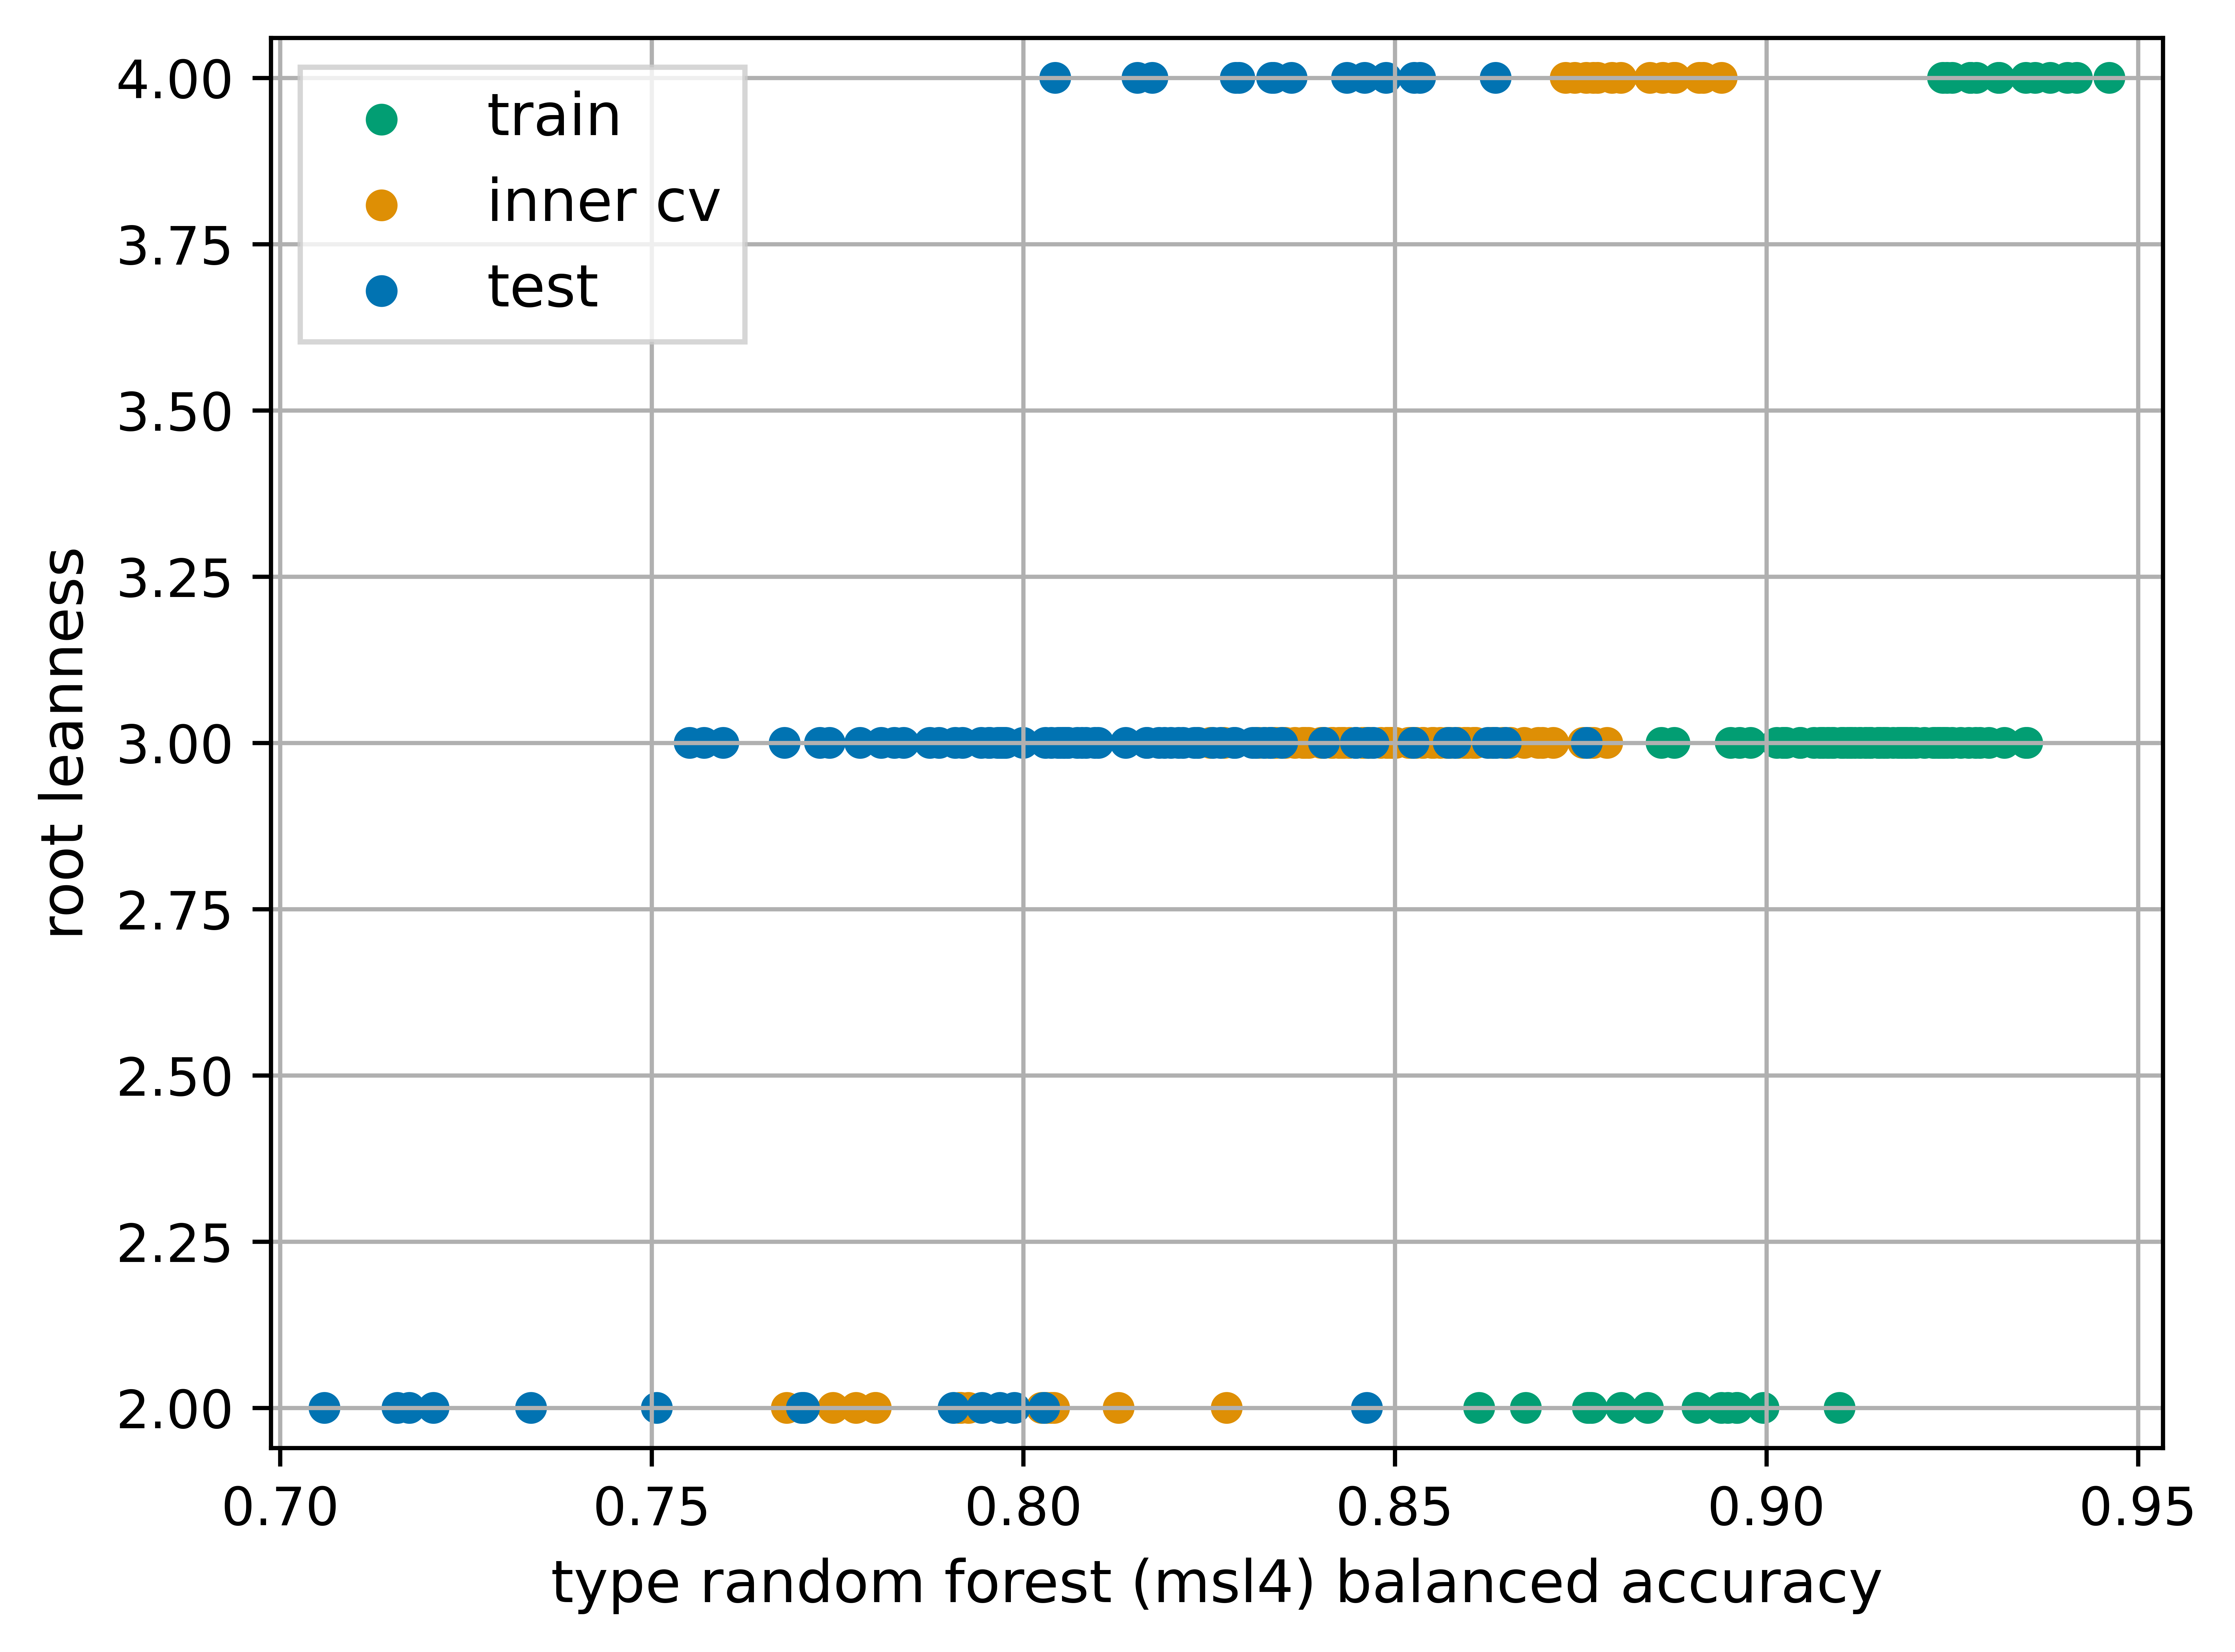 4.00
3.75
3.50
3.25
3.00
2.75
2.50
2.25
2.00
root leanness
train
inner cv
test
0.70 0.75 0.80 0.85 0.90 0.95
type random forest (msl4) balanced accuracy